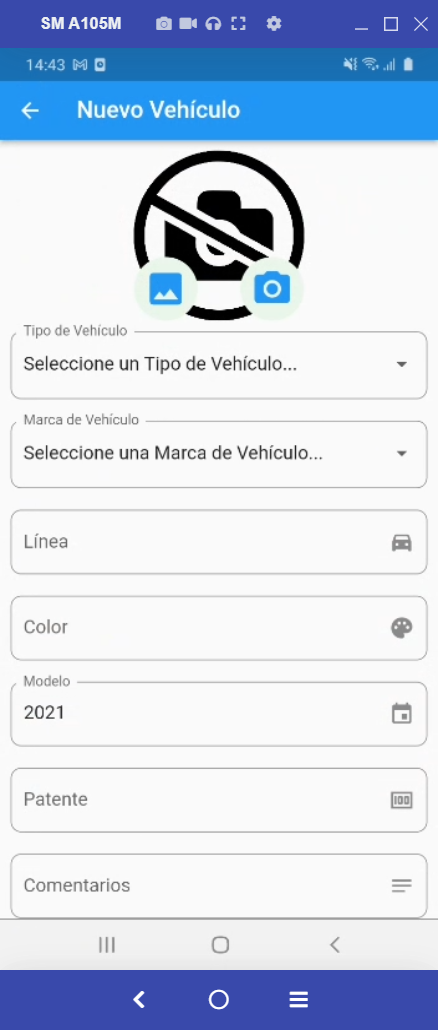 SM A105M
14:43
Nuevo Vehículo
Tipo de Vehículo
Seleccione un Tipo de Vehículo...
Marca de Vehículo
Seleccione una Marca de Vehículo...
Línea
Color
Modelo
2021
Patente
Comentarios